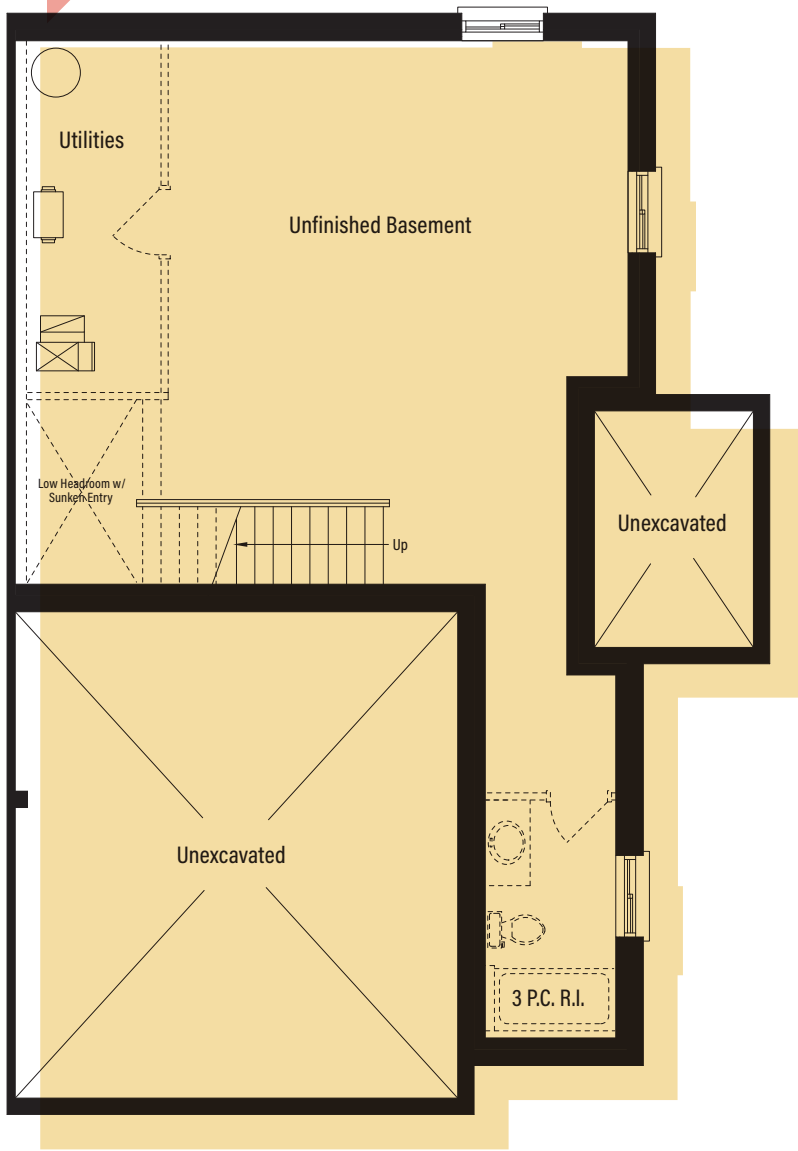 Utilities
Unfinished Basement
Low Headroom w/
Sunken Entry
Unexcavated
Up
Unexcavated
3 P.C. R.I.